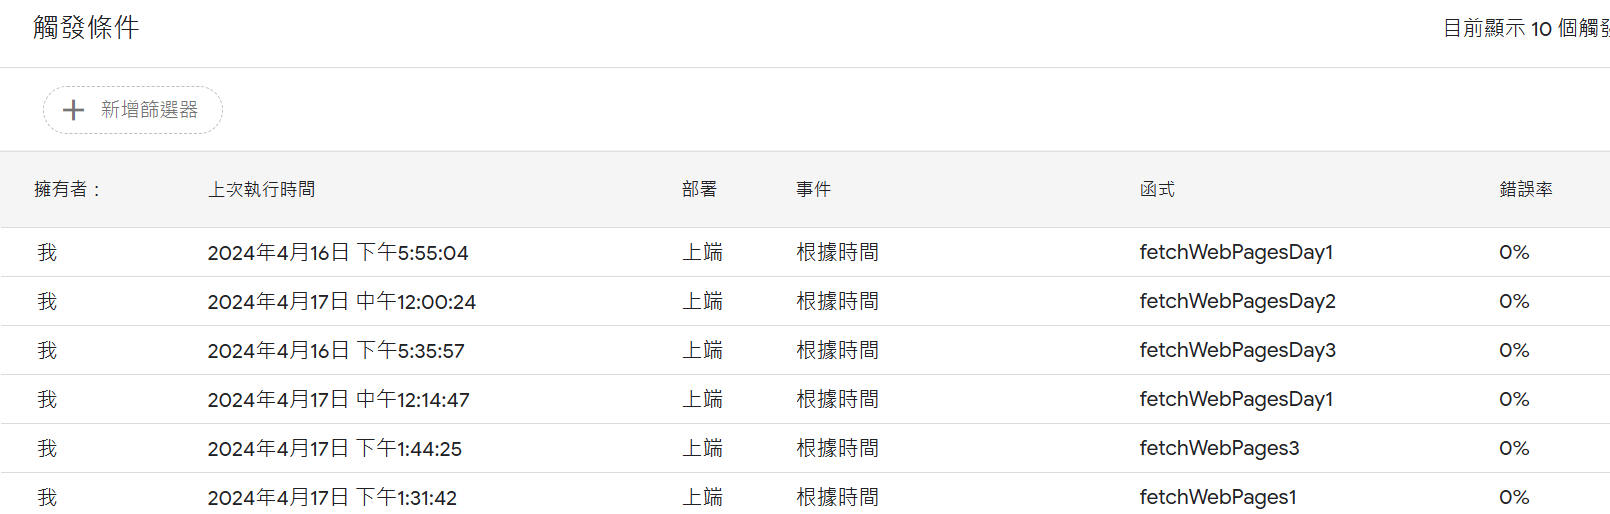 觸發條件
目前顯示 10 個觸發
新增篩選器
擁有者： 上次執行時間 部署 事件 函式 錯誤率
我 2024年4月16日 下午5:55:04 上端 根據時間 fetchWebPagesDay1 0%
我 2024年4月17日 中午12:00:24 上端 根據時間 fetchWebPagesDay2 0%
我 2024年4月16日 下午5:35:57 上端 根據時間 fetchWebPagesDay3 0%
我 2024年4月17日 中午12:14:47 上端 根據時間 fetchWebPagesDay1 0%
我 2024年4月17日 下午1:44:25 上端 根據時間 fetchWebPages3 0%
我 2024年4月17日 下午1:31:42 上端 根據時間 fetchWebPages1 0%